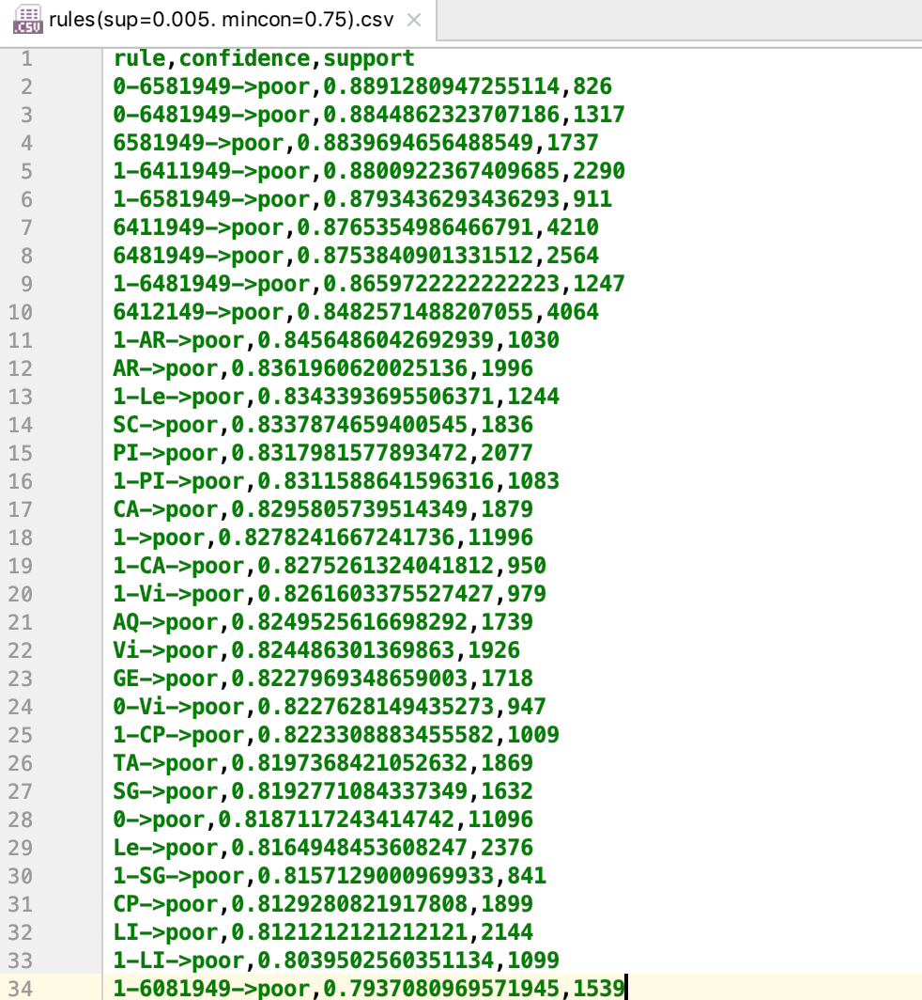 .CSV rules(sup=0.005. mincon=0.75).csv ×
1 rule,confidence,support
2 0-6581949->poor,0.8891280947255114,826
3 0-6481949->poor,0.8844862323707186,1317
4 6581949->poor,0.8839694656488549,1737
5 1-6411949->poor,0.8800922367409685,2290
6 1-6581949->poor,0.8793436293436293,911
7 6411949->poor,0.8765354986466791,4210
8 6481949->poor,0.8753840901331512,2564
9 1-6481949->poor,0.8659722222222223,1247
10 6412149->poor,0.8482571488207055,4064
11 1-AR->poor,0.8456486042692939,1030
12 AR->poor,0.8361960620025136,1996
13 1-Le->poor,0.8343393695506371,1244
14 SC->poor,0.8337874659400545,1836
15 PI->poor,0.8317981577893472,2077
16 1-PI->poor,0.8311588641596316,1083
17 CA->poor,0.8295805739514349,1879
18 1->poor,0.8278241667241736,11996
19 1-CA->poor,0.8275261324041812,950
20 1-Vi->poor,0.8261603375527427,979
21 AQ->poor,0.8249525616698292,1739
22 Vi->poor,0.824486301369863,1926
23 GE->poor,0.8227969348659003,1718
24 0-Vi->poor,0.8227628149435273,947
25 1-CP->poor,0.8223308883455582,1009
26 TA->poor,0.8197368421052632,1869
27 SG->poor,0.8192771084337349,1632
28 0->poor,0.8187117243414742,11096
29 Le->poor,0.8164948453608247,2376
30 1-SG->poor,0.8157129000969933,841
31 CP->poor,0.8129280821917808,1899
32 LI->poor,0.8121212121212121,2144
33 1-LI->poor,0.8039502560351134,1099
34 1-6081949->poor,0.7937080969571945,1539